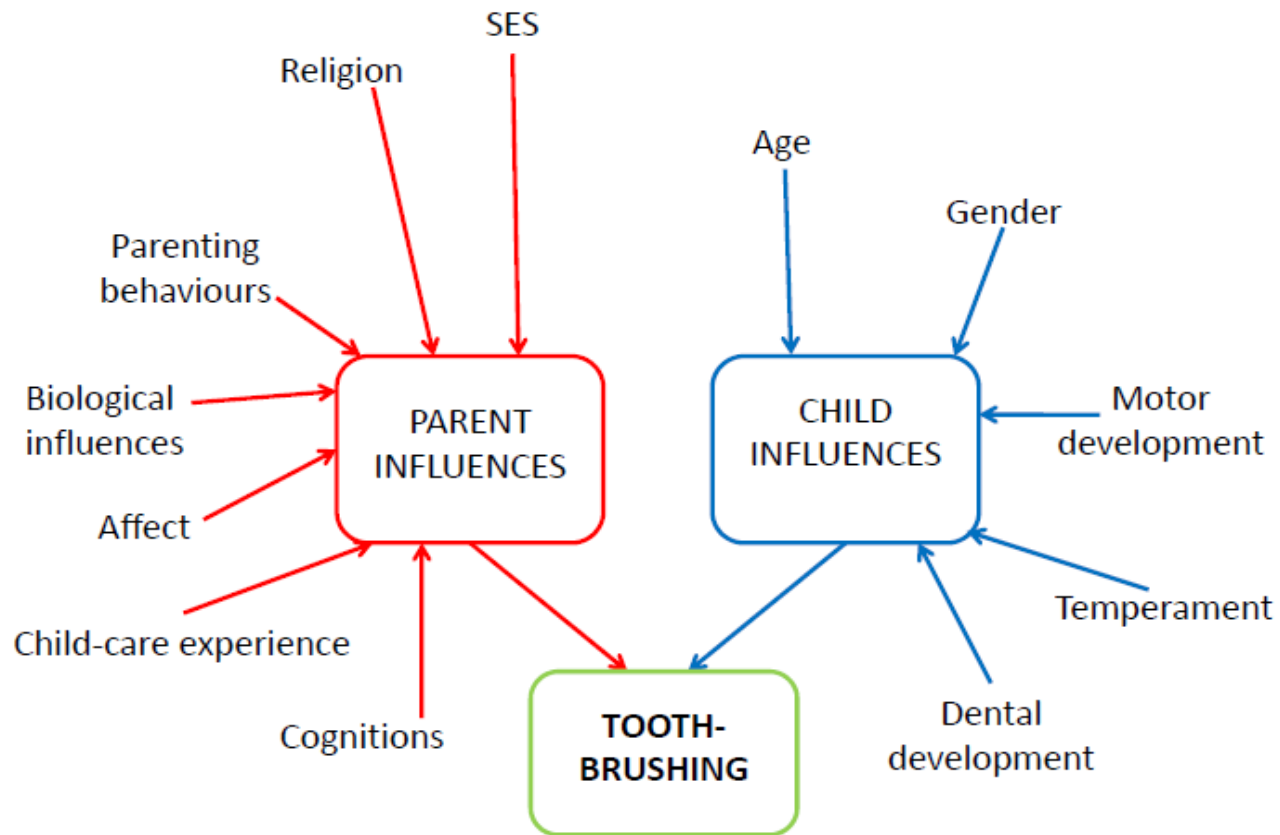 SES
Religion
Age
Gender
Parenting
behaviours
Biological
influences
PARENT
INFLUENCES
CHILD
INFLUENCES
Motor
development
Affect
Temperament
Child-care experience
Cognitions
TOOTH-
BRUSHING
Dental
development